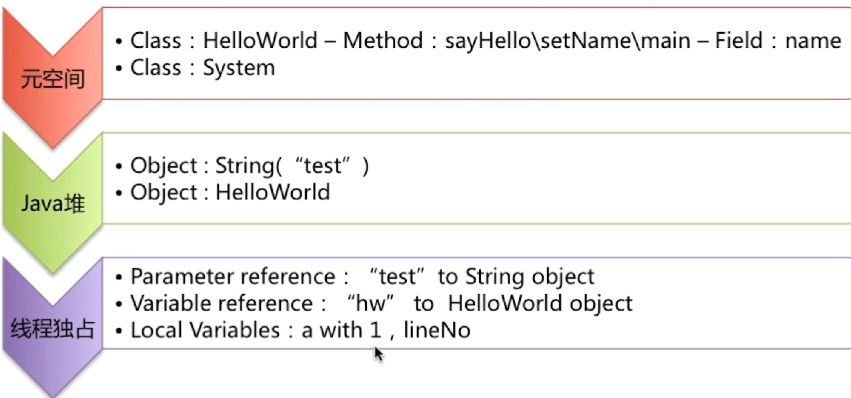 元空间
• Class：HelloWorld – Method：sayHello\setName\main – Field：name
• Class：System
Java堆
• Object : String(“test”)
• Object : HelloWorld
线程独占
• Parameter reference：“test” to String object
• Variable reference：“hw” to HelloWorld object
• Local Variables：a with 1 , lineNo